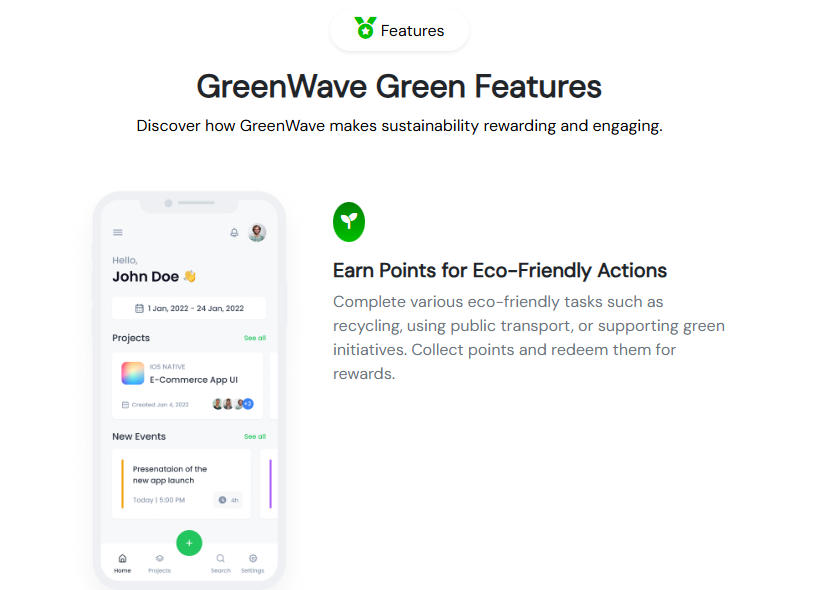 Features
GreenWave Green Features
Discover how GreenWave makes sustainability rewarding and engaging.
Hello,
John Doe 👋
1 Jan, 2022 - 24 Jan, 2022
Projects See all
IOS NATIVE
E-Commerce App UI
Created Jan 4, 2022 +3
New Events See all
Presenataion of the
new app launch
Today | 5:00 PM 4h
+
Home Projects Search Settings
Earn Points for Eco-Friendly Actions
Complete various eco-friendly tasks such as
recycling, using public transport, or supporting green
initiatives. Collect points and redeem them for
rewards.